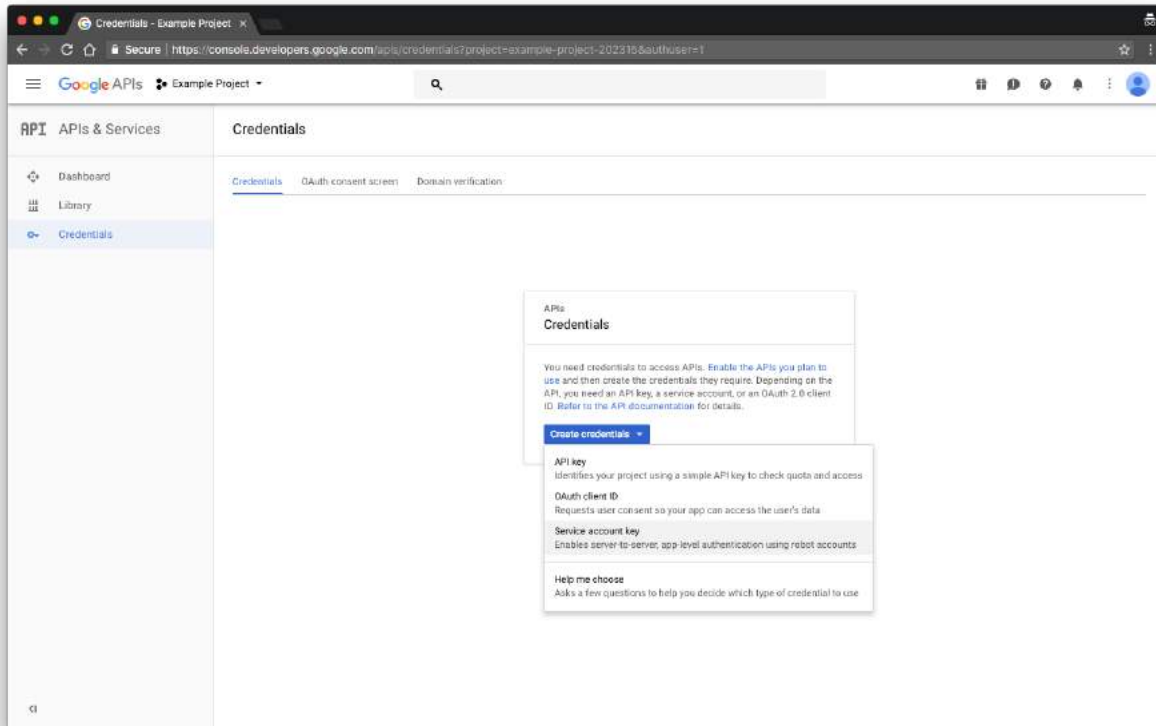 Credentials - Example Project
Secure | https://console.developers.google.com/apis/credentials?project=example-project-202315&authuser=1
Google APIs Example Project
API APIs & Services
Credentials
Dashboard
Library
Credentials
Credentials OAuth consent screen Domain verification
APIs
Credentials
You need credentials to access APIs. Enable the APIs you plan to
use and then create the credentials they require. Depending on the
API, you need an API key, a service account, or an OAuth 2.0 client
ID. Refer to the API documentation for details.
Create credentials
API key
Identifies your project using a simple API key to check quota and access
OAuth client ID
Requests user consent so your app can access the user's data
Service account key
Enables server-to-server, app-level authentication using robot accounts
Help me choose
Asks a few questions to help you decide which type of credential to use